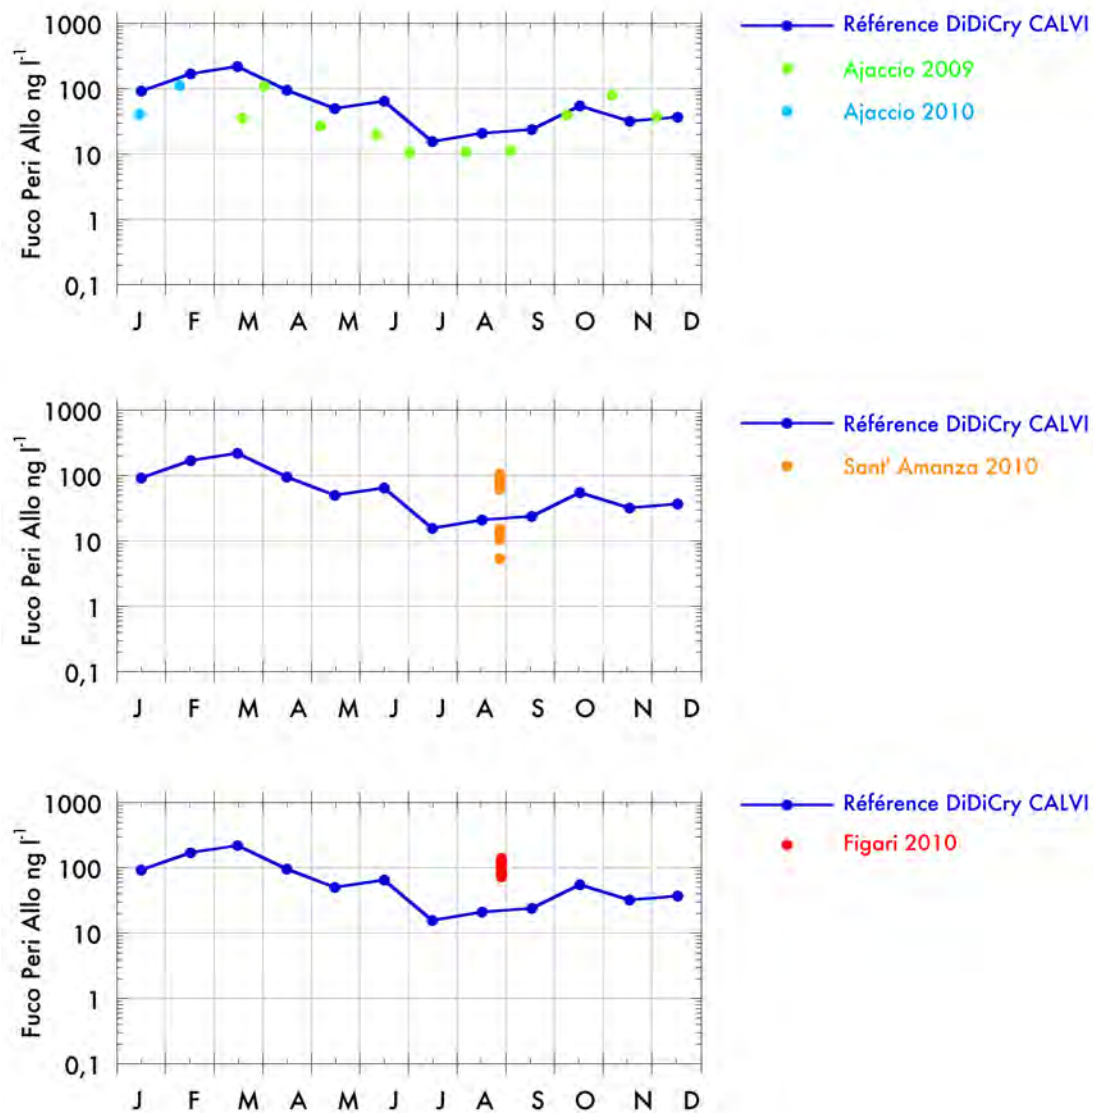 Fuco Peri Allo ng l-1
1000
100
10
1
0,1
J F M A M J J A S O N D
Référence DiDiCry CALVI
Ajaccio 2009
Ajaccio 2010
Fuco Peri Allo ng l-1
1000
100
10
1
0,1
J F M A M J J A S O N D
Référence DiDiCry CALVI
Sant' Amanza 2010
Fuco Peri Allo ng l-1
1000
100
10
1
0,1
J F M A M J J A S O N D
Référence DiDiCry CALVI
Figari 2010